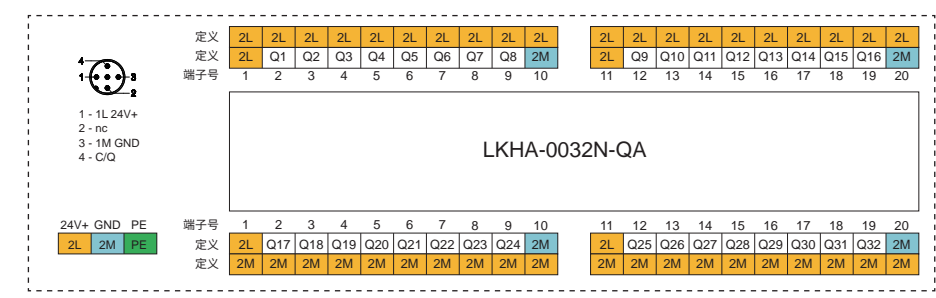 定义 2L 2L 2L 2L 2L 2L 2L 2L 2L 2L 2L 2L 2L 2L 2L 2L 2L 2L 2L 2L
定义 2L Q1 Q2 Q3 Q4 Q5 Q6 Q7 Q8 2M 2L Q9 Q10 Q11 Q12 Q13 Q14 Q15 Q16 2M
端子号 1 2 3 4 5 6 7 8 9 10 11 12 13 14 15 16 17 18 19 20
4
1 3
2
1 - 1L 24V+
2 - nc
3 - 1M GND
4 - C/Q
LKHA-0032N-QA
24V+ GND PE
2L 2M PE
端子号 1 2 3 4 5 6 7 8 9 10 11 12 13 14 15 16 17 18 19 20
定义 2L Q17 Q18 Q19 Q20 Q21 Q22 Q23 Q24 2M 2L Q25 Q26 Q27 Q28 Q29 Q30 Q31 Q32 2M
定义 2M 2M 2M 2M 2M 2M 2M 2M 2M 2M 2M 2M 2M 2M 2M 2M 2M 2M 2M 2M